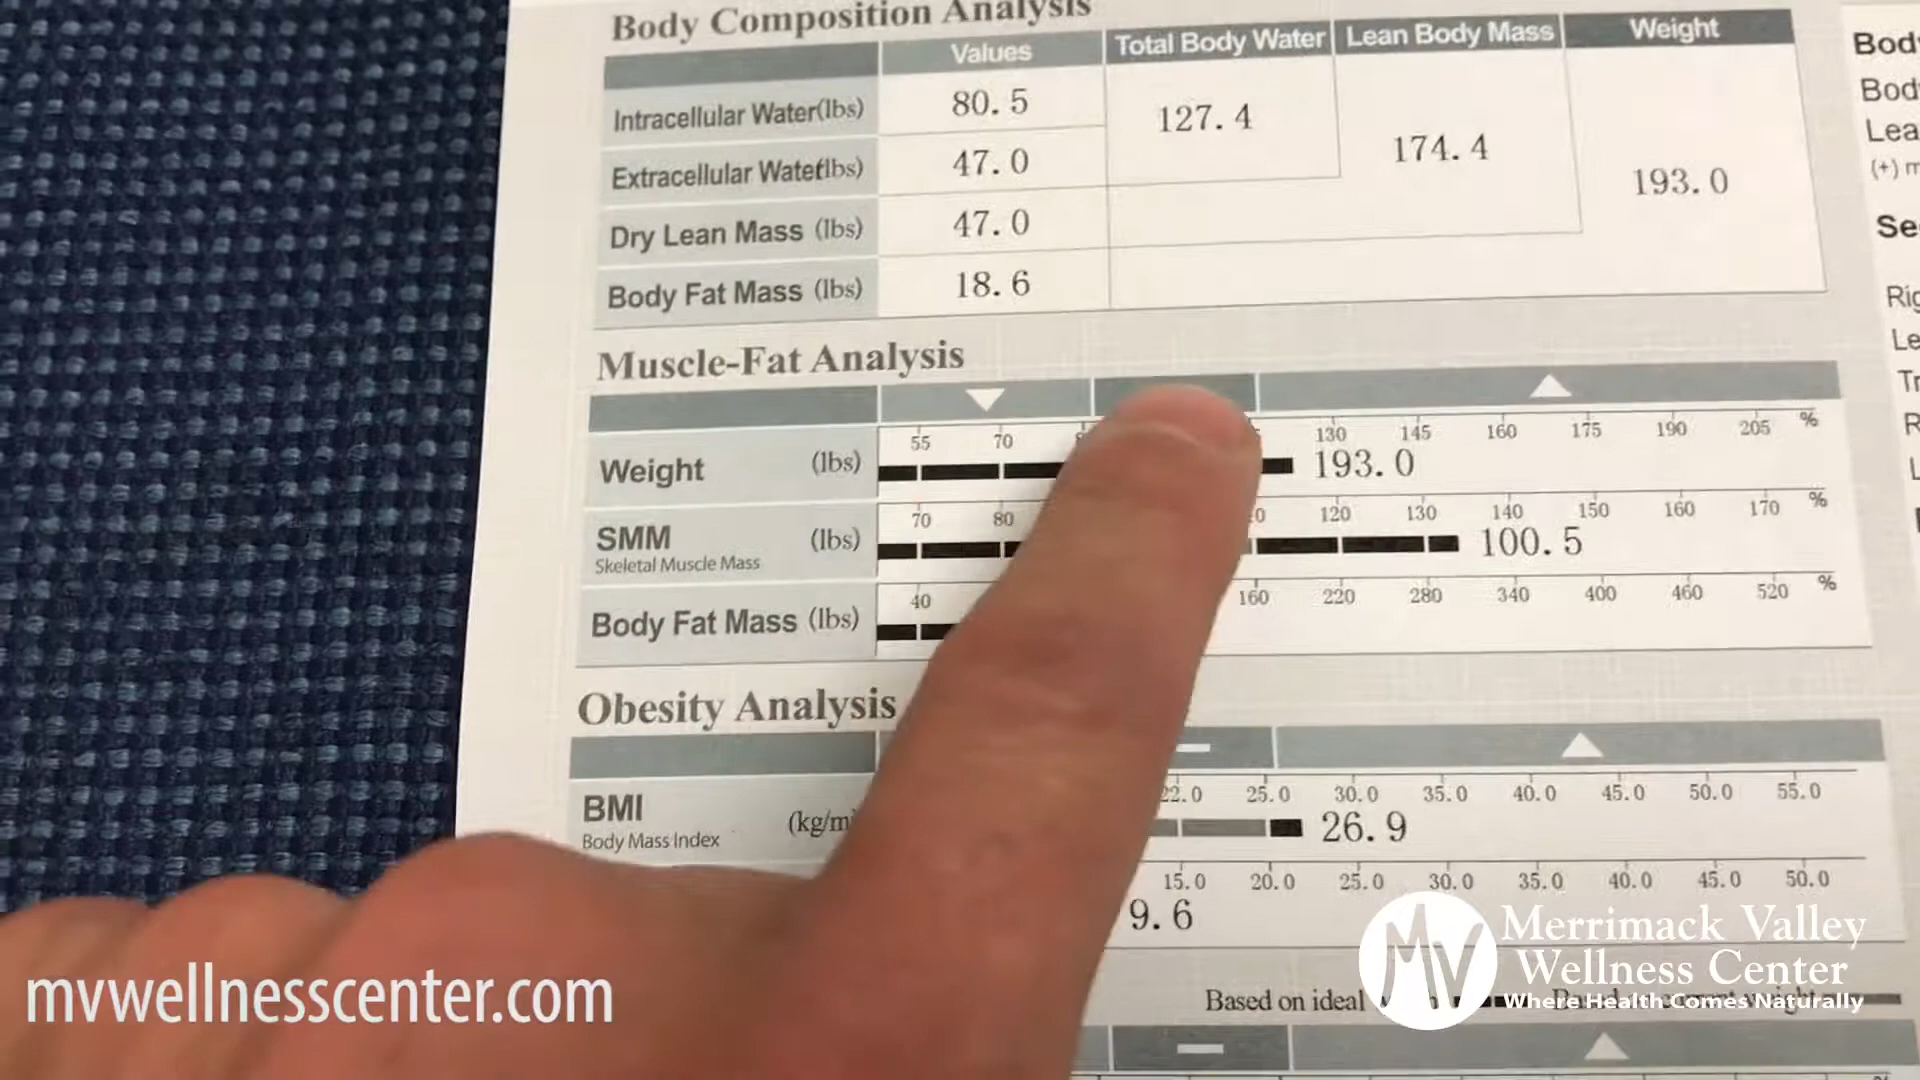 Body Composition Analysis
Values Total Body Water Lean Body Mass Weight
Intracellular Water(lbs) 80.5 127.4 174.4 193.0
Extracellular Water(lbs) 47.0
Dry Lean Mass (lbs) 47.0
Body Fat Mass (lbs) 18.6
Muscle-Fat Analysis
55 70 130 145 160 175 190 205 %
Weight (lbs) 193.0
70 80 120 130 140 150 160 170 %
SMM (lbs) 100.5
Skeletal Muscle Mass
40 160 220 280 340 400 460 520 %
Body Fat Mass (lbs)
Obesity Analysis
22.0 25.0 30.0 35.0 40.0 45.0 50.0 55.0
BMI (kg/m 26.9
Body Mass Index
15.0 20.0 25.0 30.0 35.0 40.0 45.0 50.0
9.6
Based on ideal
mvwellnesscenter.com
MV
Merrimack Valley
Wellness Center
Where Health Comes Naturally